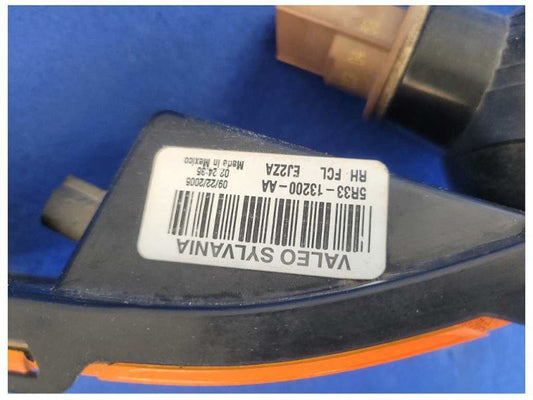 VALEO SYLVANIA
5R33-13200-AA
RH FCL EJ2ZA
09/22/2005
02:24:35
Made in Mexico